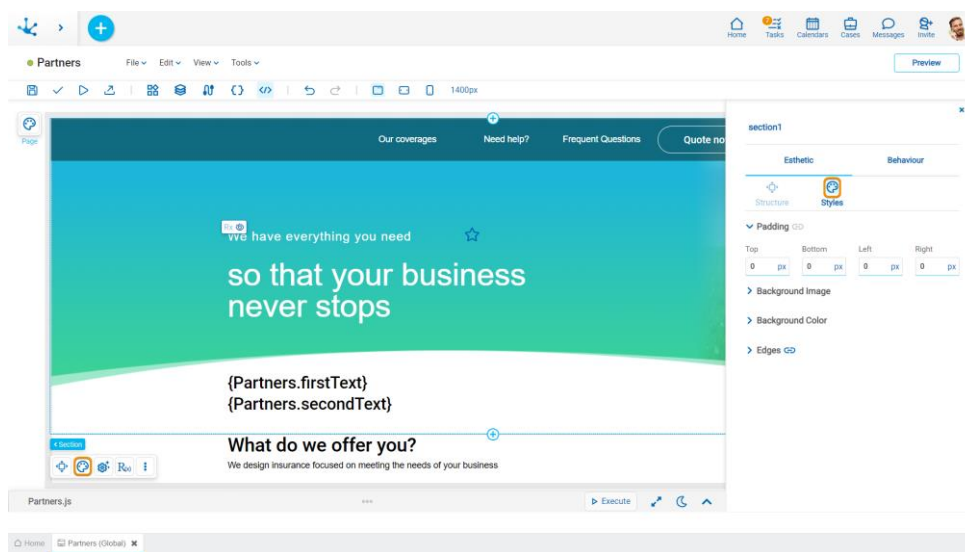 Home Tasks Calendars Cases Messages Invite
Partners File Edit View Tools Preview
1400px
Page
Our coverages Need help? Frequent Questions Quote no
section1
Esthetic Behaviour
Structure Styles
Padding
Top Bottom Left Right
0 px 0 px 0 px 0 px
Background Image
Background Color
Edges
Rx
We have everything you need
so that your business
never stops
{Partners.firstText}
{Partners.secondText}
Section
What do we offer you?
We design insurance focused on meeting the needs of your business
Partners.js Execute
Home Partners (Global)